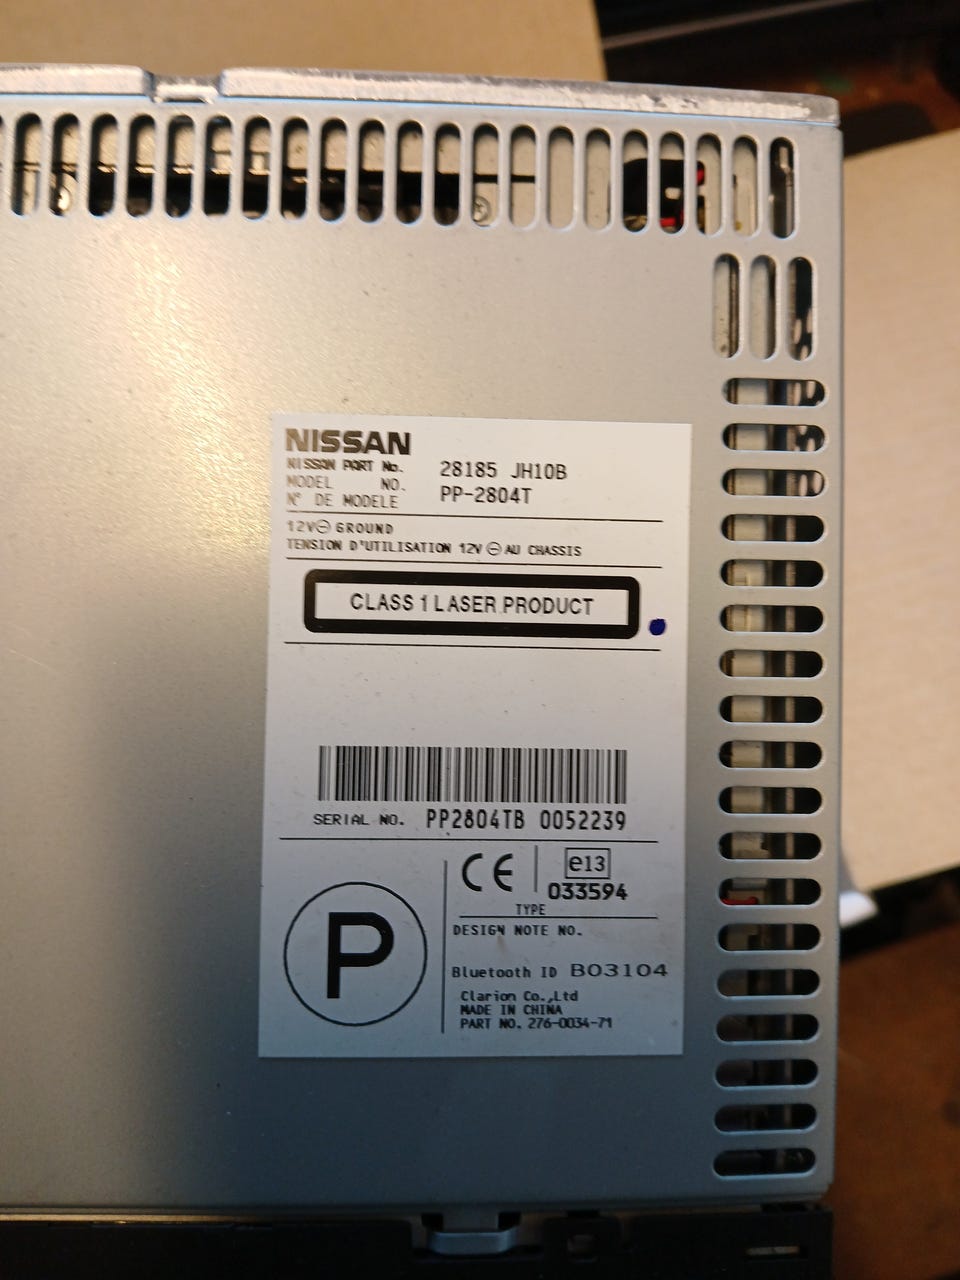 NISSAN
NISSAN PART No. 28185 JH10B
MODEL NO. PP-2804T
N° DE MODELE
12V⊖ GROUND
TENSION D'UTILISATION 12V ⊖ AU CHASSIS
CLASS 1 LASER PRODUCT
SERIAL NO. PP2804TB 0052239
CE e13
033594
TYPE
DESIGN NOTE NO.
P
Bluetooth ID B03104
Clarion Co.,Ltd
MADE IN CHINA
PART NO. 276-0034-71